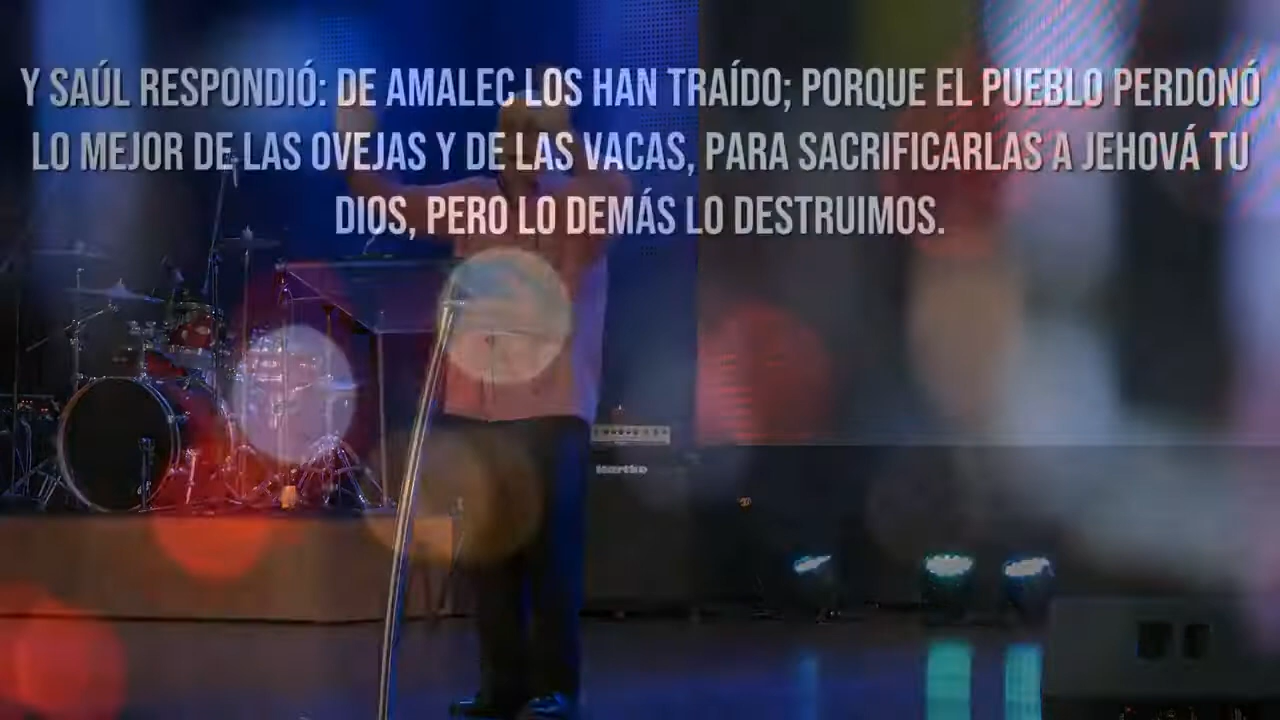 Y SAÚL RESPONDIÓ: DE AMALEC LOS HAN TRAÍDO; PORQUE EL PUEBLO PERDONÓ
LO MEJOR DE LAS OVEJAS Y DE LAS VACAS, PARA SACRIFICARLAS A JEHOVÁ TU
DIOS, PERO LO DEMÁS LO DESTRUIMOS.
Hartke